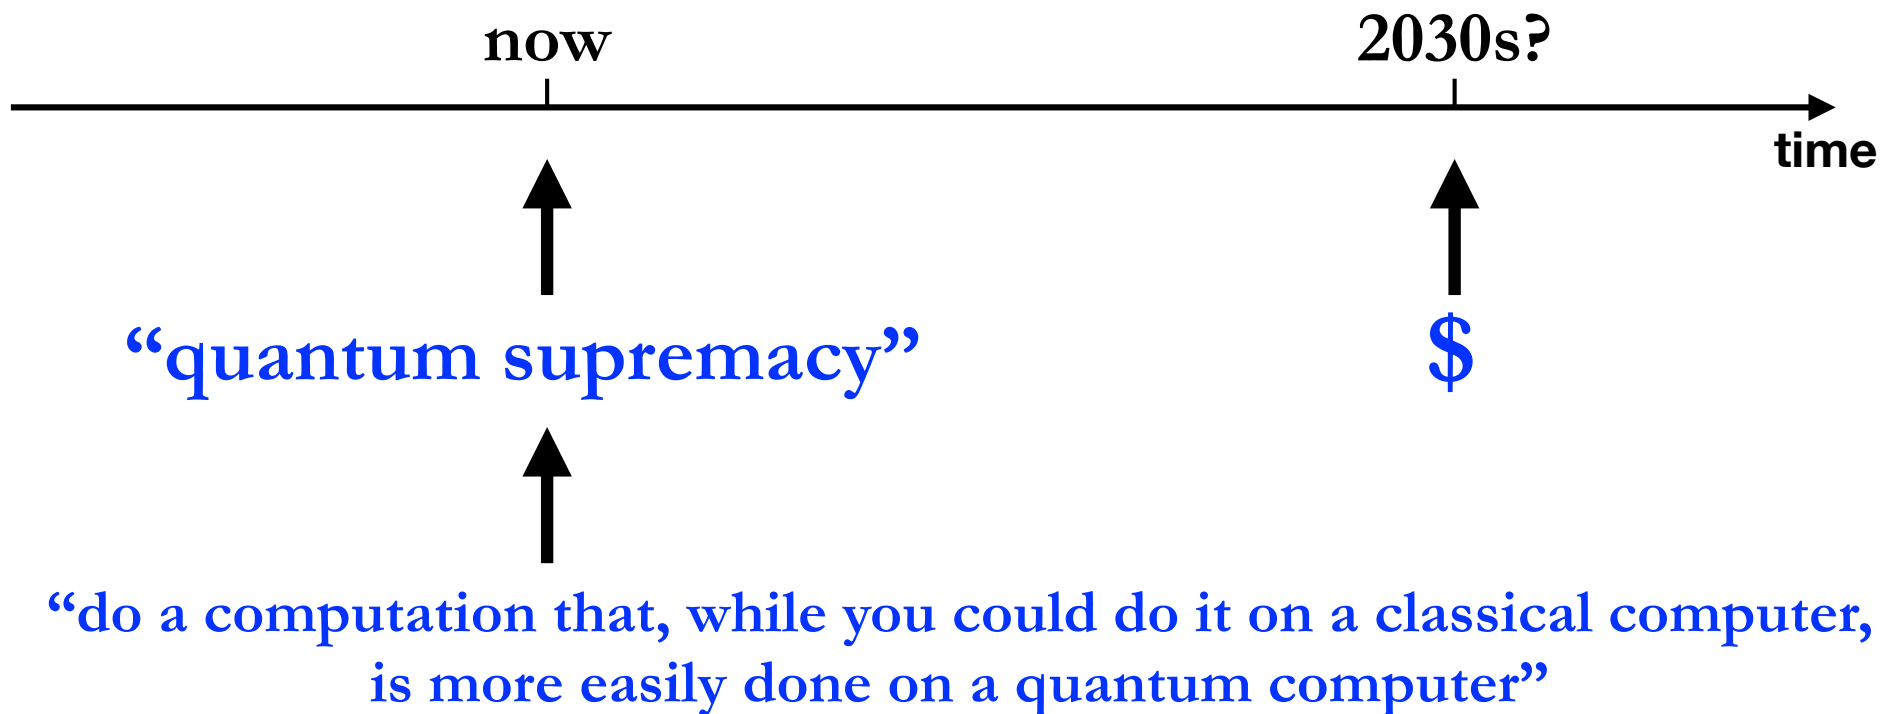 now
2030s?
time
“quantum supremacy”
$
“do a computation that, while you could do it on a classical computer,
is more easily done on a quantum computer”